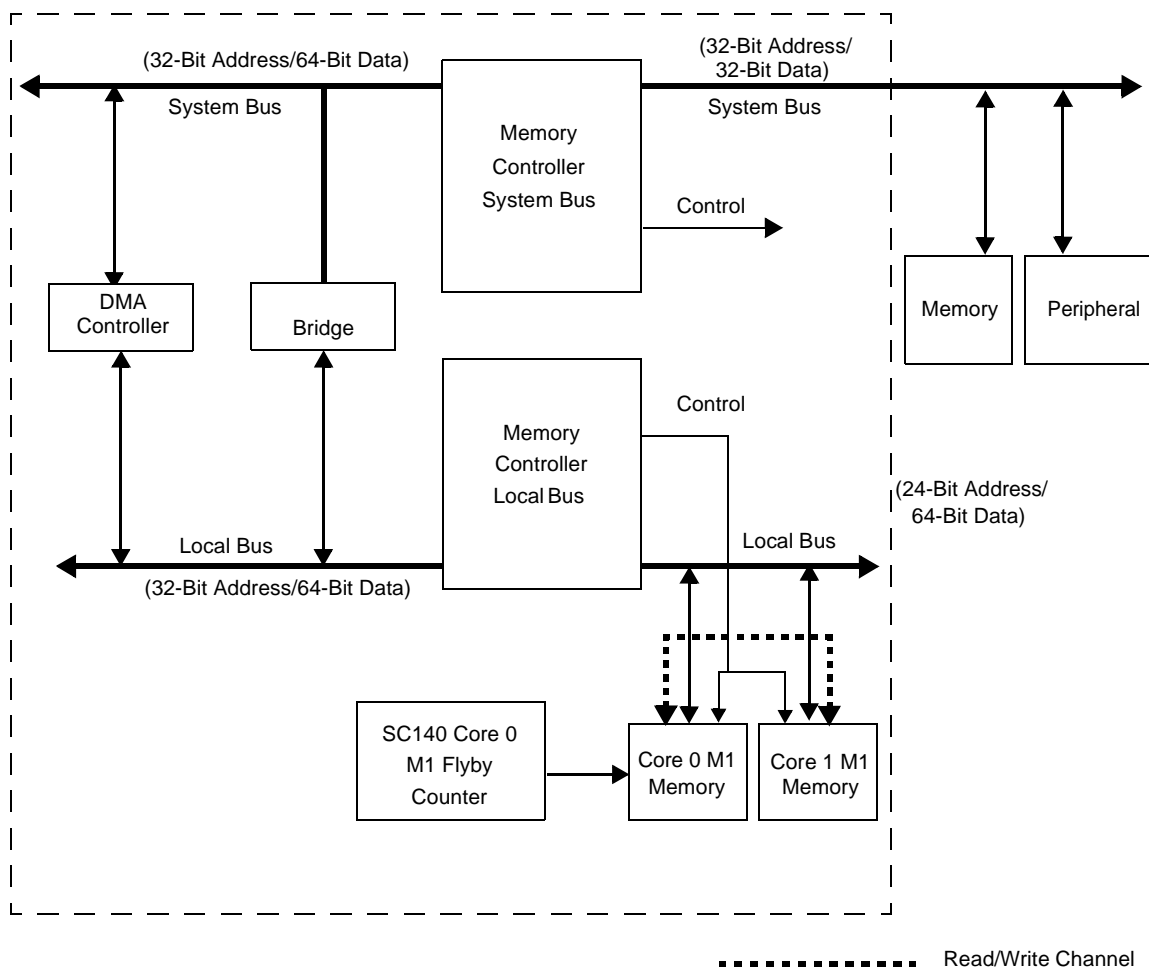 (32-Bit Address/64-Bit Data)
System Bus
(32-Bit Address/
32-Bit Data)
System Bus
Memory
Controller
System Bus
Control
DMA
Controller
Bridge
Memory
Peripheral
Memory
Controller
Local Bus
Control
(24-Bit Address/
64-Bit Data)
Local Bus
(32-Bit Address/64-Bit Data)
Local Bus
SC140 Core 0
M1 Flyby
Counter
Core 0 M1
Memory
Core 1 M1
Memory
Read/Write Channel